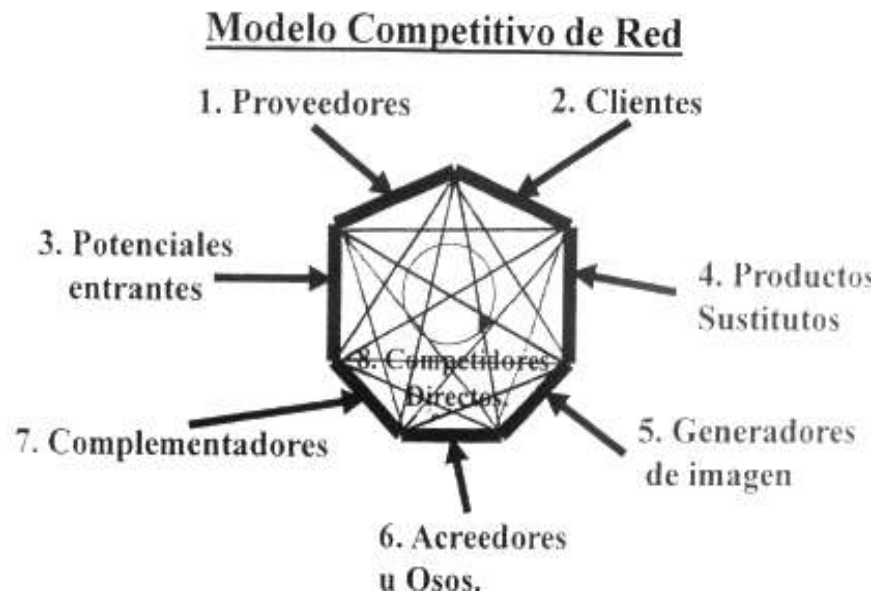 Modelo Competitivo de Red
1. Proveedores
2. Clientes
3. Potenciales
entrantes
4. Productos
Sustitutos
8. Competidores
Directos.
7. Complementadores
5. Generadores
de imagen
6. Acreedores
u Osos.